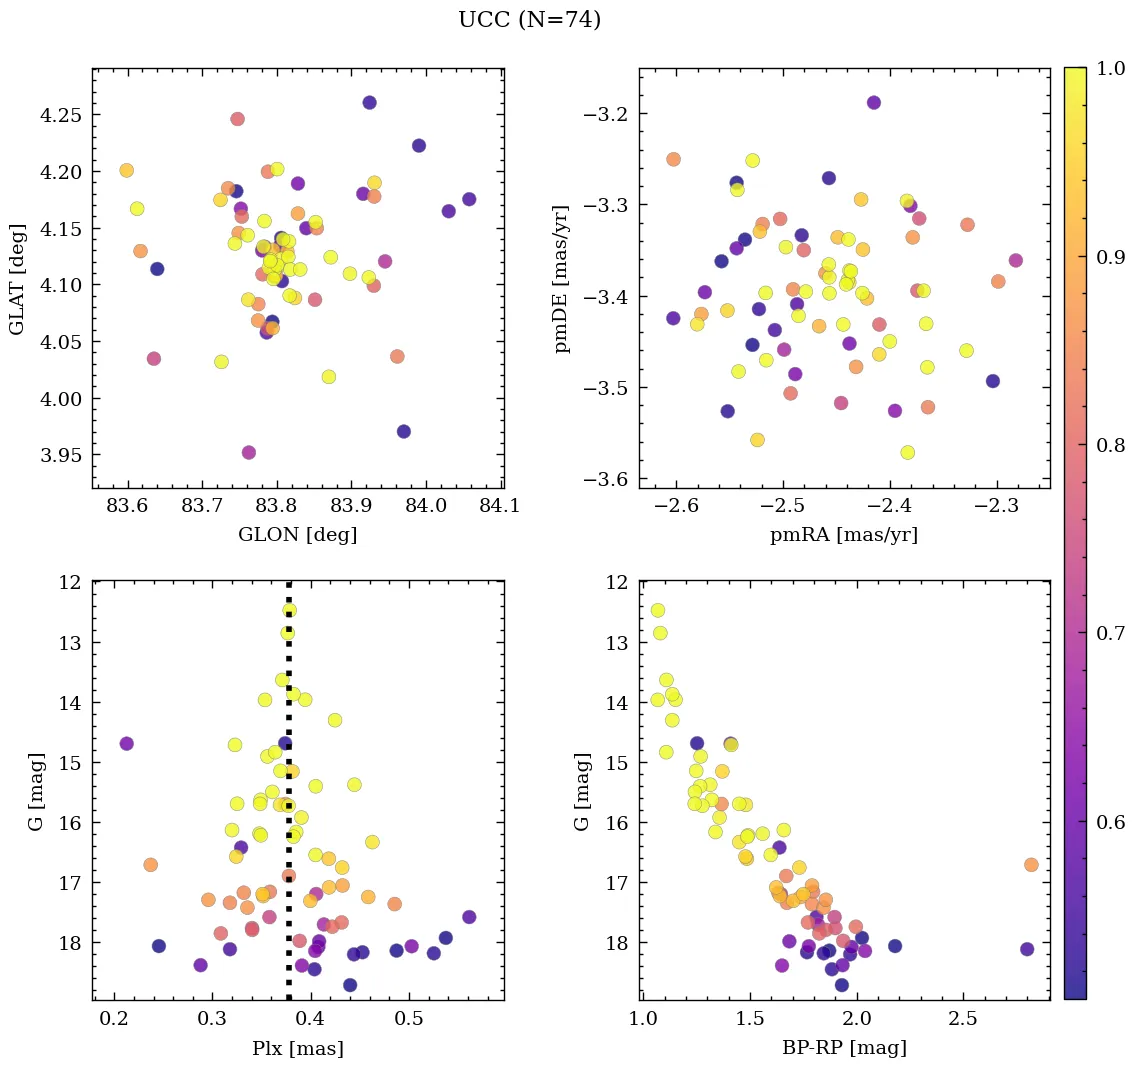 UCC (N=74)
4.25
4.20
4.15
4.10
4.05
4.00
3.95
GLAT [deg]
83.6 83.7 83.8 83.9 84.0 84.1
GLON [deg]
−3.2
−3.3
−3.4
−3.5
−3.6
pmDE [mas/yr]
−2.6 −2.5 −2.4 −2.3
pmRA [mas/yr]
1.0
0.9
0.8
0.7
0.6
12
13
14
15
16
17
18
G [mag]
0.2 0.3 0.4 0.5
Plx [mas]
12
13
14
15
16
17
18
G [mag]
1.0 1.5 2.0 2.5
BP-RP [mag]